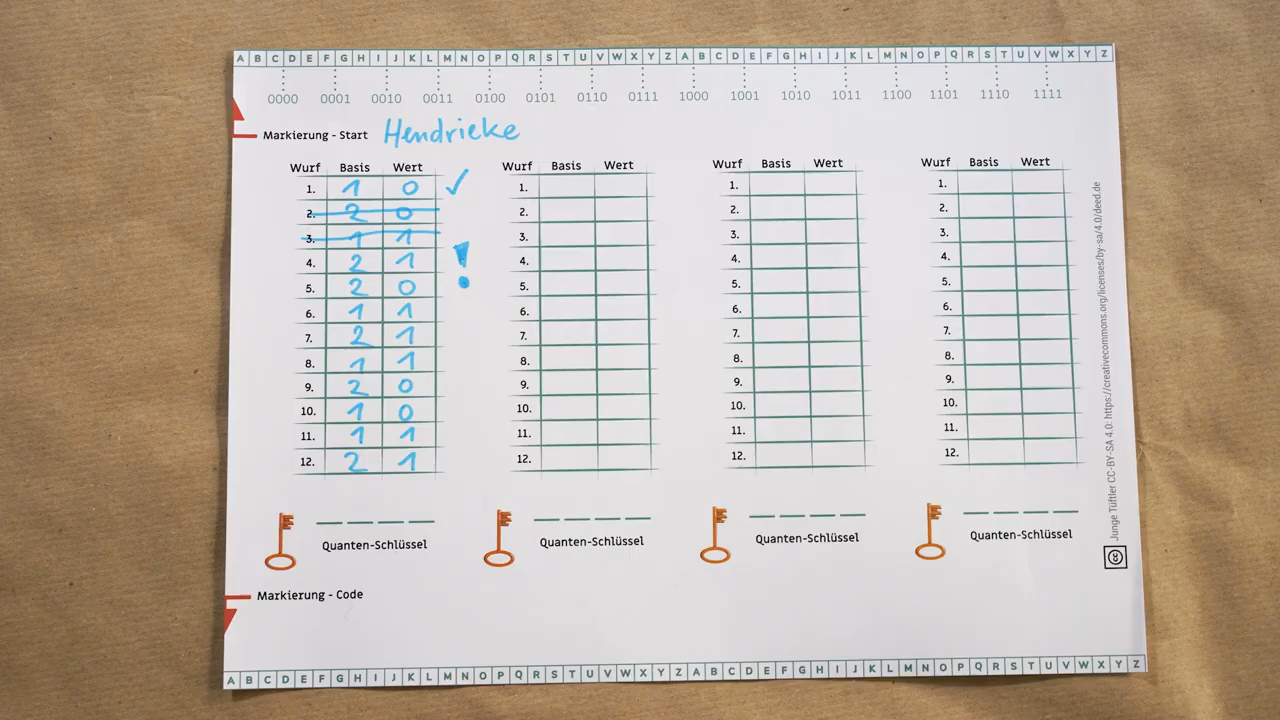 A B C D E F G H I J K L M N O P Q R S T U V W X Y Z A B C D E F G H I J K L M N O P Q R S T U V W X Y Z
0000 0001 0010 0011 0100 0101 0110 0111 1000 1001 1010 1011 1100 1101 1110 1111
Markierung - Start Hendrieke
Wurf Basis Wert
1. 1 0 ✓
2. 2 0
3. 1 1
4. 2 1 !
5. 2 0
6. 1 1
7. 2 1
8. 1 1
9. 2 0
10. 1 0
11. 1 1
12. 2 1
Quanten-Schlüssel
Wurf Basis Wert
1.
2.
3.
4.
5.
6.
7.
8.
9.
10.
11.
12.
Quanten-Schlüssel
Wurf Basis Wert
1.
2.
3.
4.
5.
6.
7.
8.
9.
10.
11.
12.
Quanten-Schlüssel
Wurf Basis Wert
1.
2.
3.
4.
5.
6.
7.
8.
9.
10.
11.
12.
Quanten-Schlüssel
Junge Tüftler CC-BY-SA 4.0: https://creativecommons.org/licenses/by-sa/4.0/deed.de
cc
Markierung - Code
A B C D E F G H I J K L M N O P Q R S T U V W X Y Z A B C D E F G H I J K L M N O P Q R S T U V W X Y Z